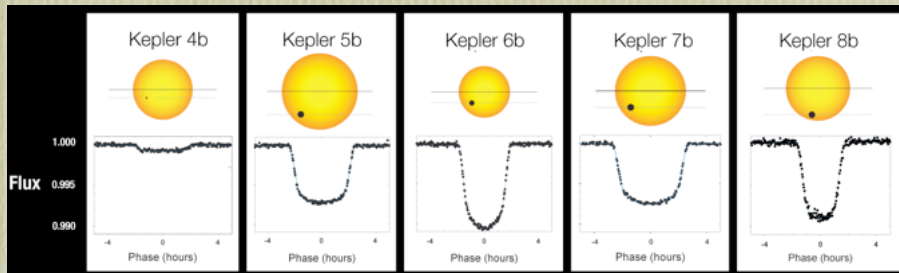 Kepler 4b
Kepler 5b
Kepler 6b
Kepler 7b
Kepler 8b
1.000
Flux 0.995
0.990
-4 0 4
-4 0 4
-4 0 4
-4 0 4
-4 0 4
Phase (hours)
Phase (hours)
Phase (hours)
Phase (hours)
Phase (hours)